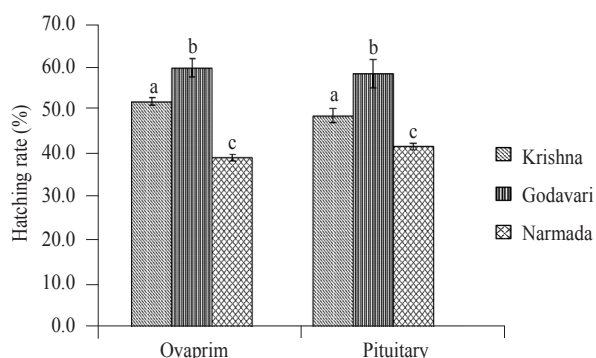 Hatching rate (%)
70.0
60.0
50.0
40.0
30.0
20.0
10.0
0.0
a
b
c
a
b
c
Ovaprim
Pituitary
Krishna
Godavari
Narmada